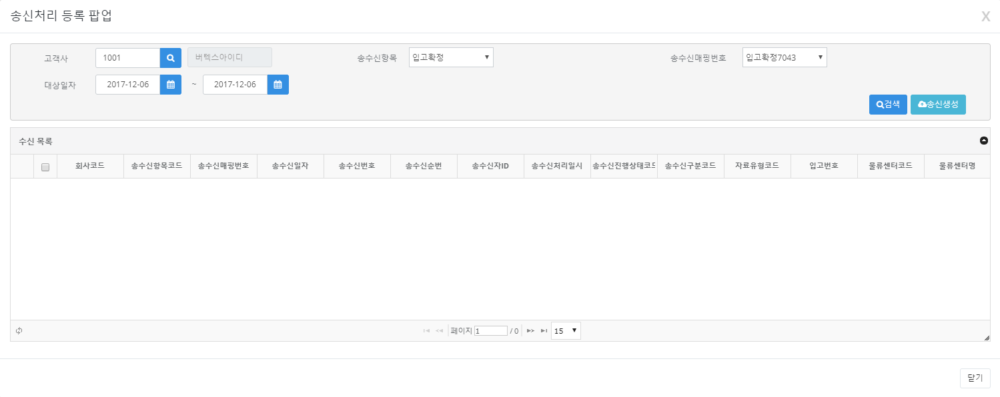 송신처리 등록 팝업 X
고객사 1001 버텍스아이디 송수신항목 입고확정 송수신매핑번호 입고확정7043
대상일자 2017-12-06 ~ 2017-12-06
검색 송신생성
수신 목록
회사코드 송수신항목코드 송수신매핑번호 송수신일자 송수신번호 송수신순번 송수신자ID 송수신처리일시 송수신진행상태코드 송수신구분코드 자료유형코드 입고번호 물류센터코드 물류센터명
페이지 1 / 0 15
닫기